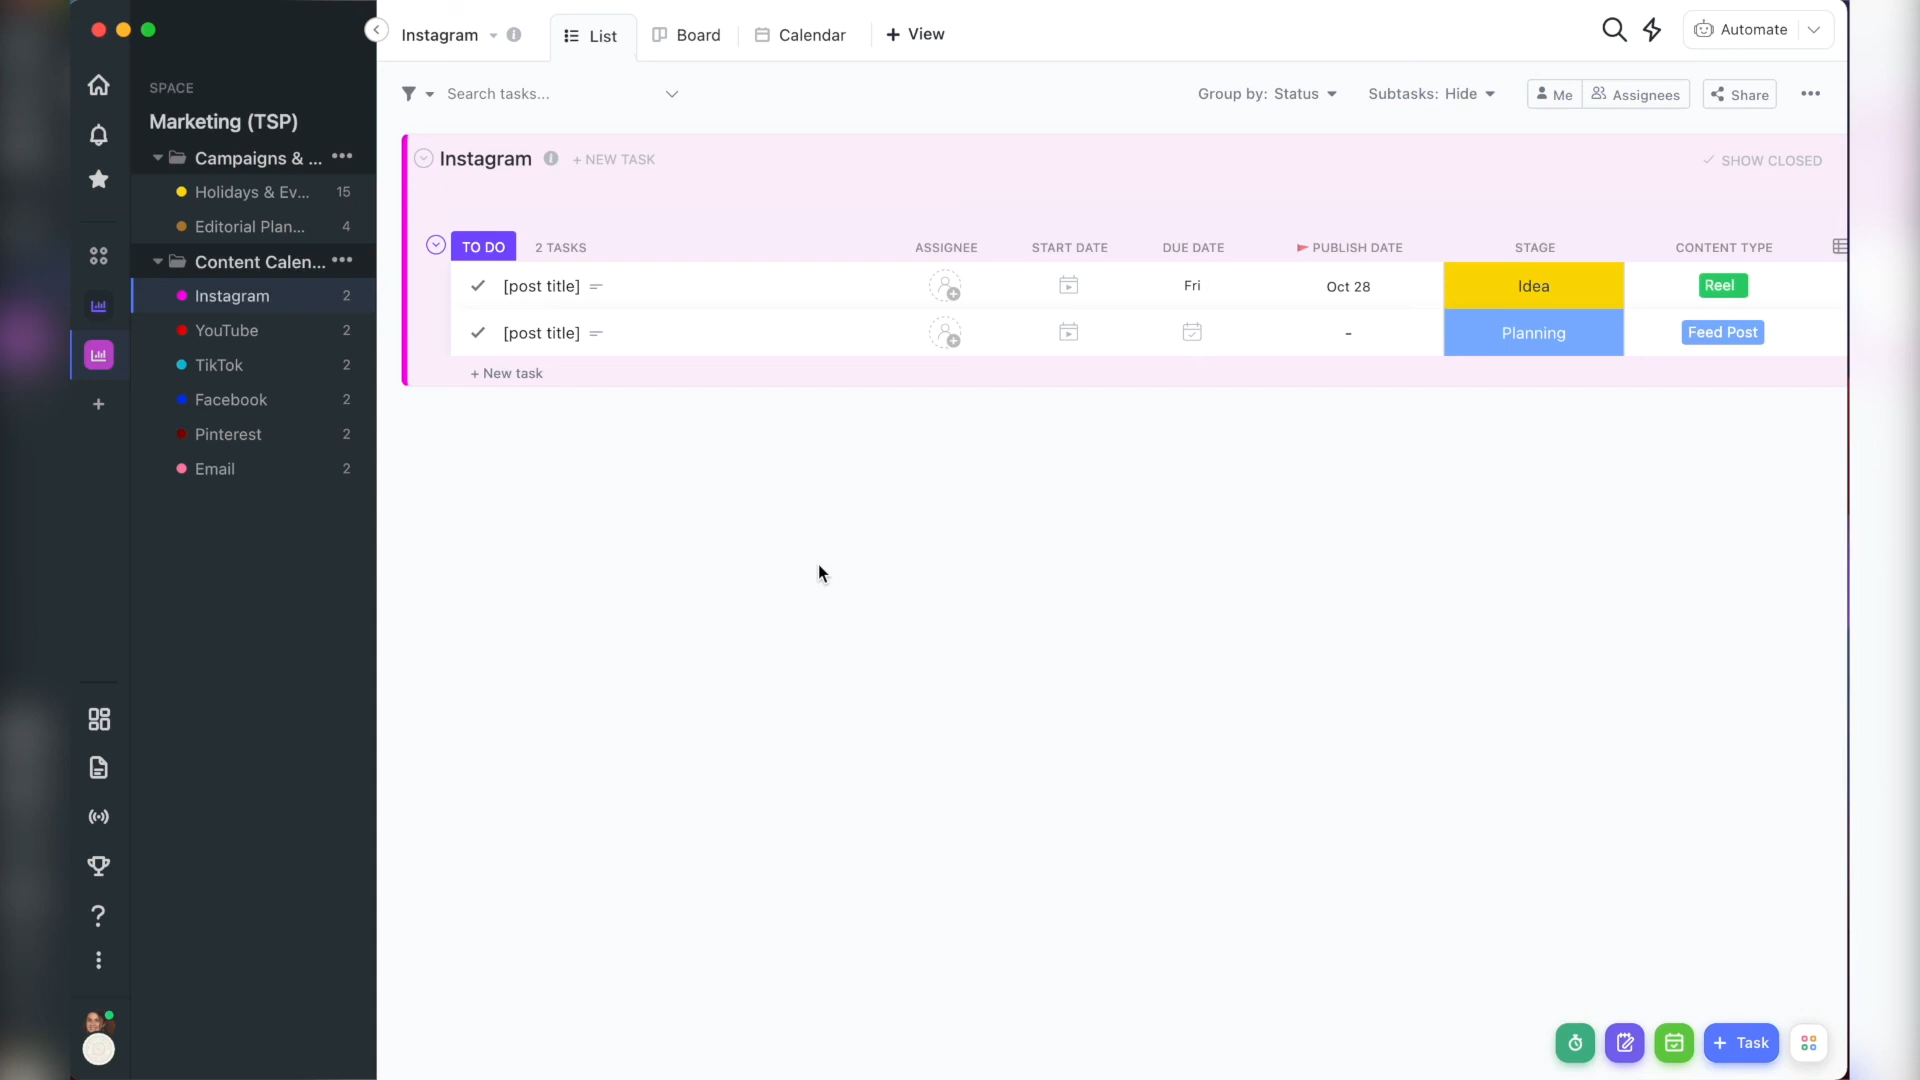 Instagram
List
Board
Calendar
+ View
Automate
SPACE
Marketing (TSP)
Campaigns & ...
Holidays & Ev... 15
Editorial Plan... 4
Content Calen...
Instagram 2
YouTube 2
TikTok 2
Facebook 2
Pinterest 2
Email 2
Search tasks...
Group by: Status
Subtasks: Hide
Me
Assignees
Share
Instagram
+ NEW TASK
SHOW CLOSED
TO DO 2 TASKS ASSIGNEE START DATE DUE DATE PUBLISH DATE STAGE CONTENT TYPE
[post title] Fri Oct 28 Idea Reel
[post title] - Planning Feed Post
+ New task
+ Task